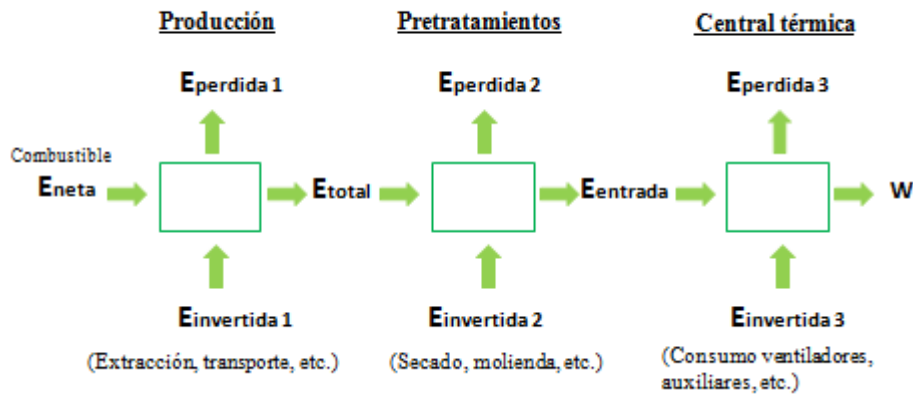 Producción
Pretratamientos
Central térmica
Eperdida 1
Eperdida 2
Eperdida 3
Combustible
Eneta
Etotal
Eentrada
W
Einvertida 1
Einvertida 2
Einvertida 3
(Extracción, transporte, etc.)
(Secado, molienda, etc.)
(Consumo ventiladores,
auxiliares, etc.)